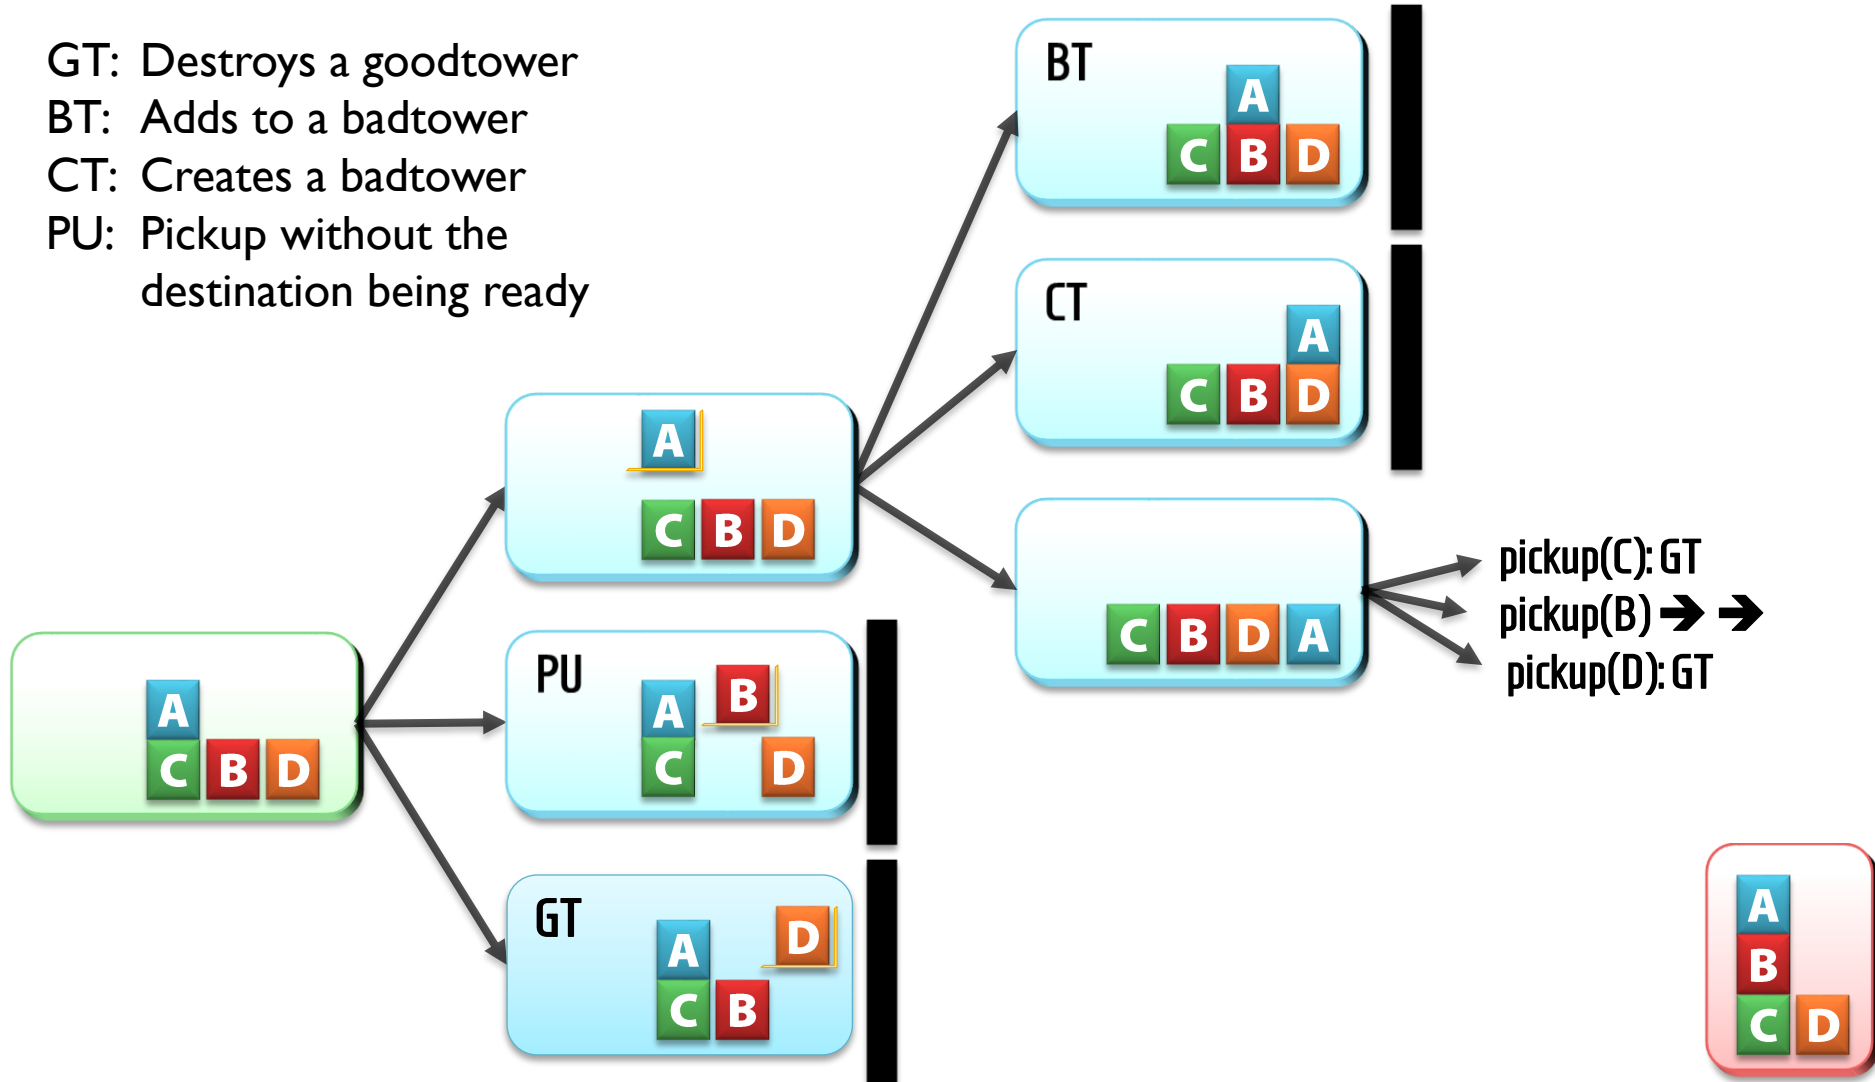 GT: Destroys a goodtower
BT: Adds to a badtower
CT: Creates a badtower
PU: Pickup without the
destination being ready
BT
A
C B D
CT
A
C B D
A
C B D
C B D A
pickup(C): GT
pickup(B) ➔ ➔
pickup(D): GT
A
C B D
PU
B
A
C D
GT
D
A
C B
A
B
C D